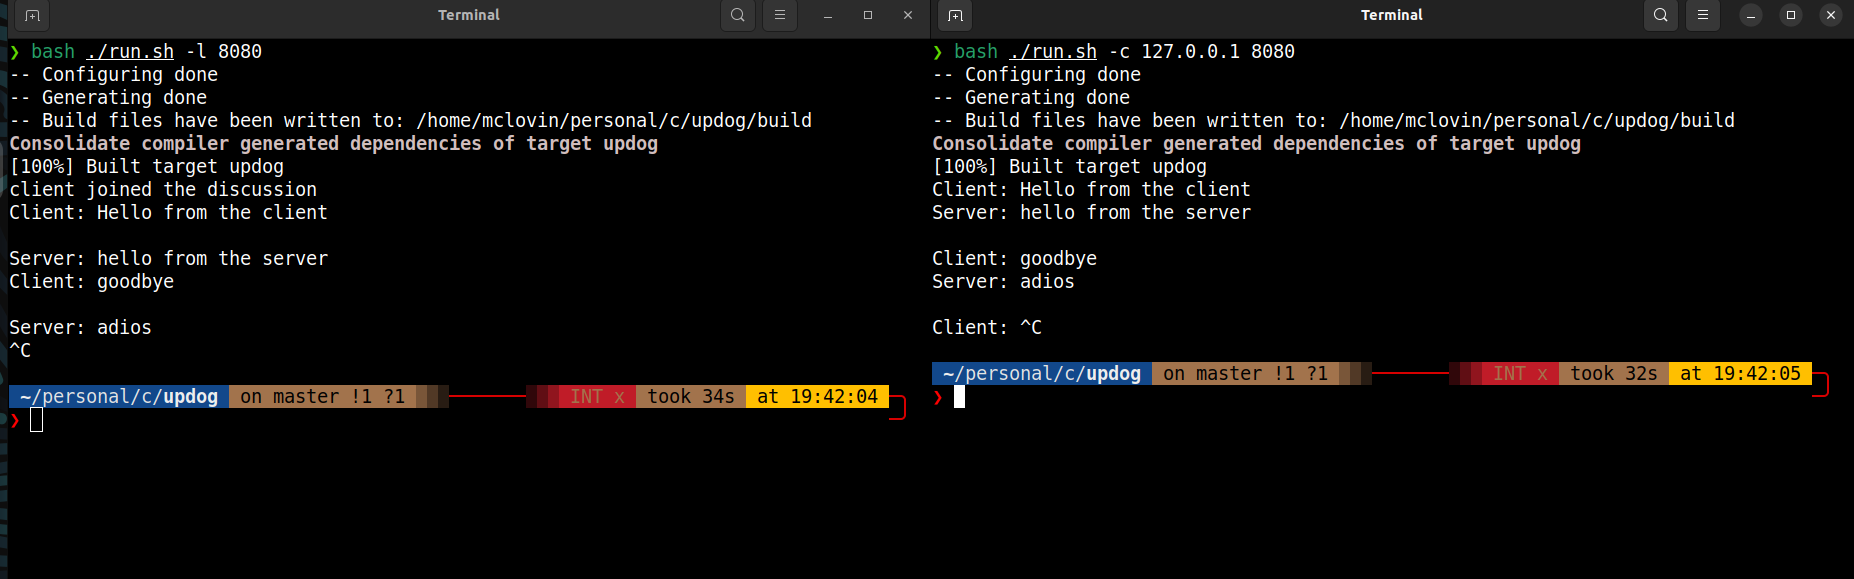 Terminal
❯ bash ./run.sh -l 8080
-- Configuring done
-- Generating done
-- Build files have been written to: /home/mclovin/personal/c/updog/build
Consolidate compiler generated dependencies of target updog
[100%] Built target updog
client joined the discussion
Client: Hello from the client
Server: hello from the server
Client: goodbye
Server: adios
^C
~/personal/c/updog on master !1 ?1 INT x took 34s at 19:42:04
❯
Terminal
❯ bash ./run.sh -c 127.0.0.1 8080
-- Configuring done
-- Generating done
-- Build files have been written to: /home/mclovin/personal/c/updog/build
Consolidate compiler generated dependencies of target updog
[100%] Built target updog
Client: Hello from the client
Server: hello from the server
Client: goodbye
Server: adios
Client: ^C
~/personal/c/updog on master !1 ?1 INT x took 32s at 19:42:05
❯